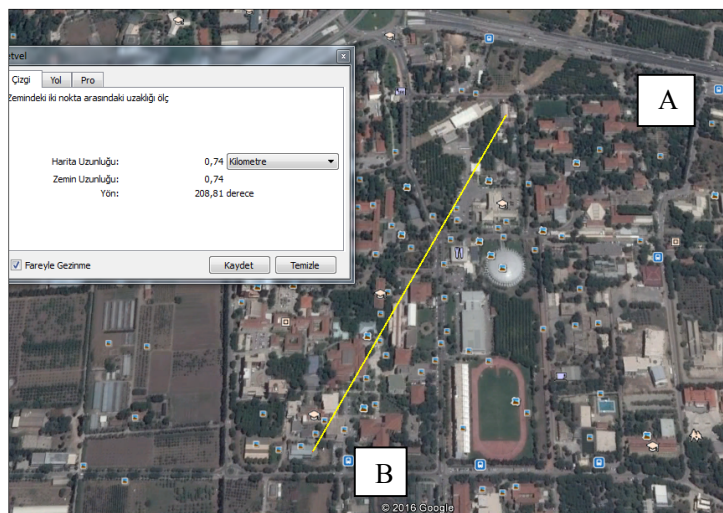 etvel
Çizgi Yol Pro
Zemindeki iki nokta arasındaki uzaklığı ölç
Harita Uzunluğu: 0,74 Kilometre
Zemin Uzunluğu: 0,74
Yön: 208,81 derece
Fareyle Gezinme Kaydet Temizle
A
B
© 2016 Google